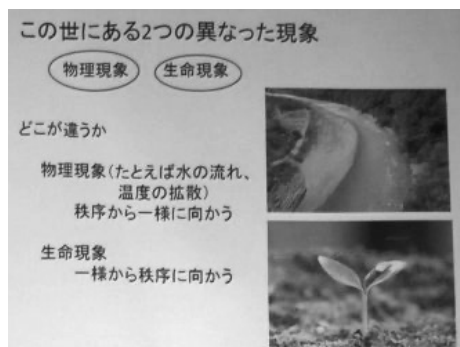 この世にある2つの異なった現象
物理現象 生命現象
どこが違うか
物理現象(たとえば水の流れ、
温度の拡散)
秩序から一様に向かう
生命現象
一様から秩序に向かう